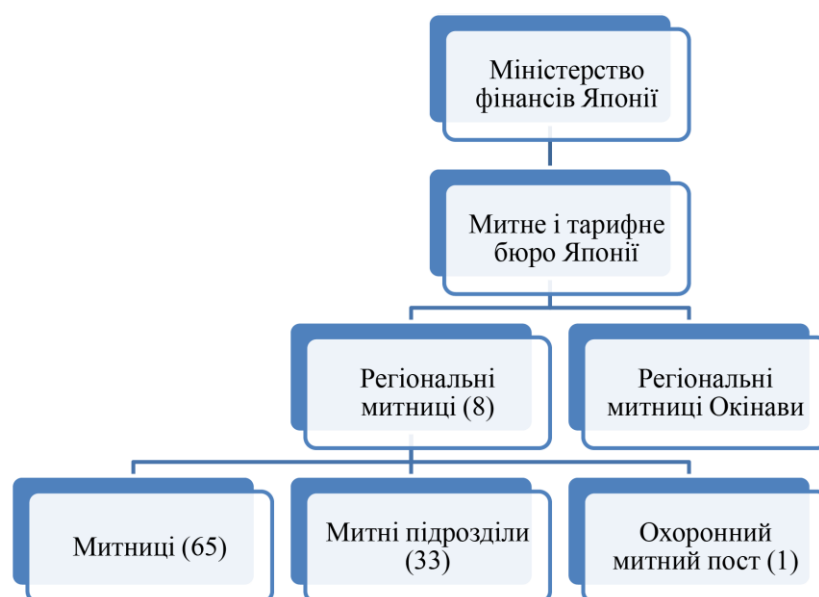 Міністерство
фінансів Японії
Митне і тарифне
бюро Японії
Регіональні
митниці (8)
Регіональні
митниці Окінави
Митниці (65)
Митні підрозділи
(33)
Охоронний
митний пост (1)